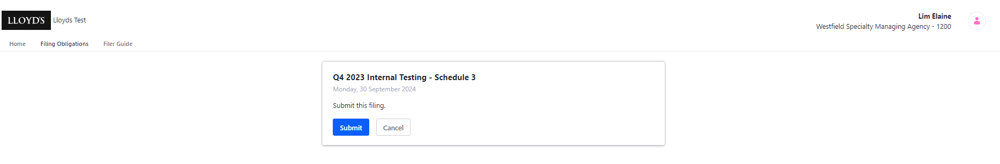 LLOYD'S Lloyds Test
Lim Elaine
Westfield Specialty Managing Agency - 1200
Home Filing Obligations Filer Guide
Q4 2023 Internal Testing - Schedule 3
Monday, 30 September 2024
Submit this filing.
Submit Cancel